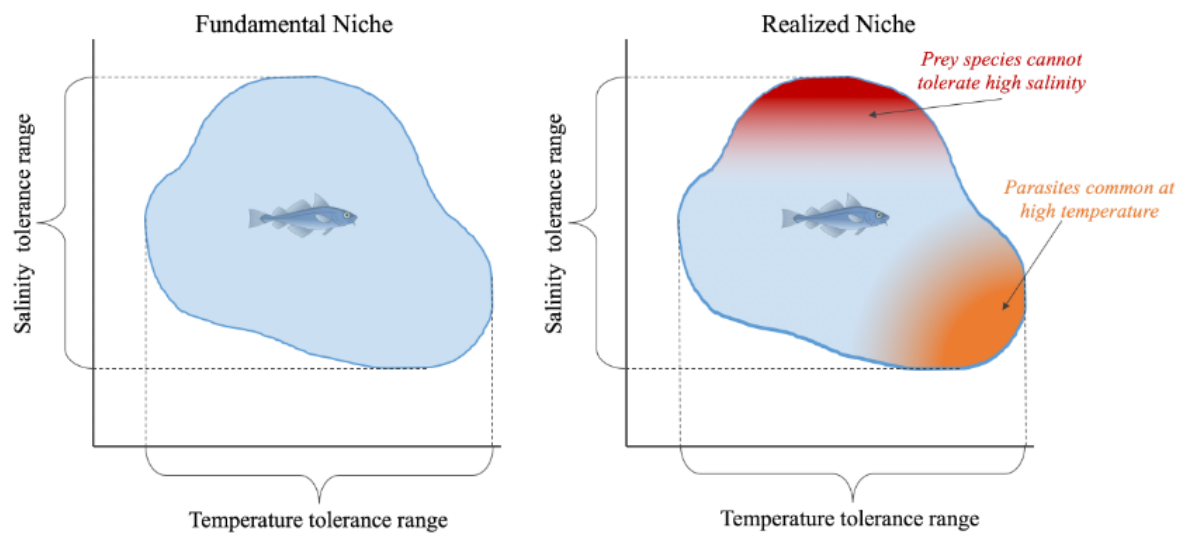 Fundamental Niche
Salinity tolerance range
Temperature tolerance range
Realized Niche
Prey species cannot
tolerate high salinity
Parasites common at
high temperature
Salinity tolerance range
Temperature tolerance range